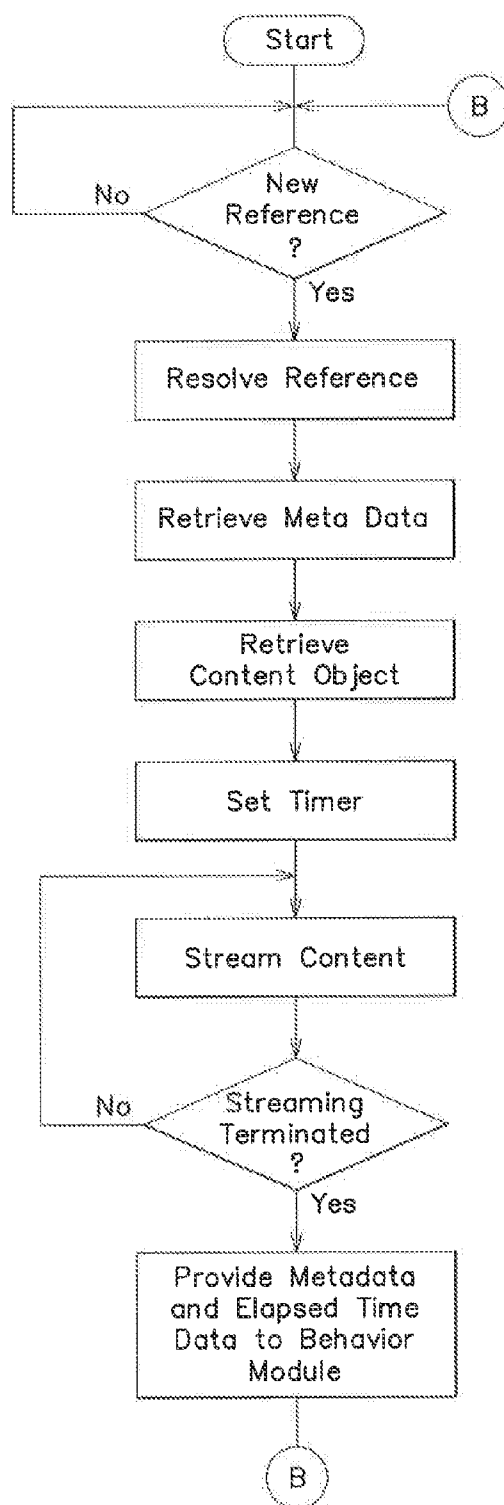 Start
B
No
New
Reference
?
Yes
Resolve Reference
Retrieve Meta Data
Retrieve
Content Object
Set Timer
Stream Content
No
Streaming
Terminated
?
Yes
Provide Metadata
and Elapsed Time
Data to Behavior
Module
B